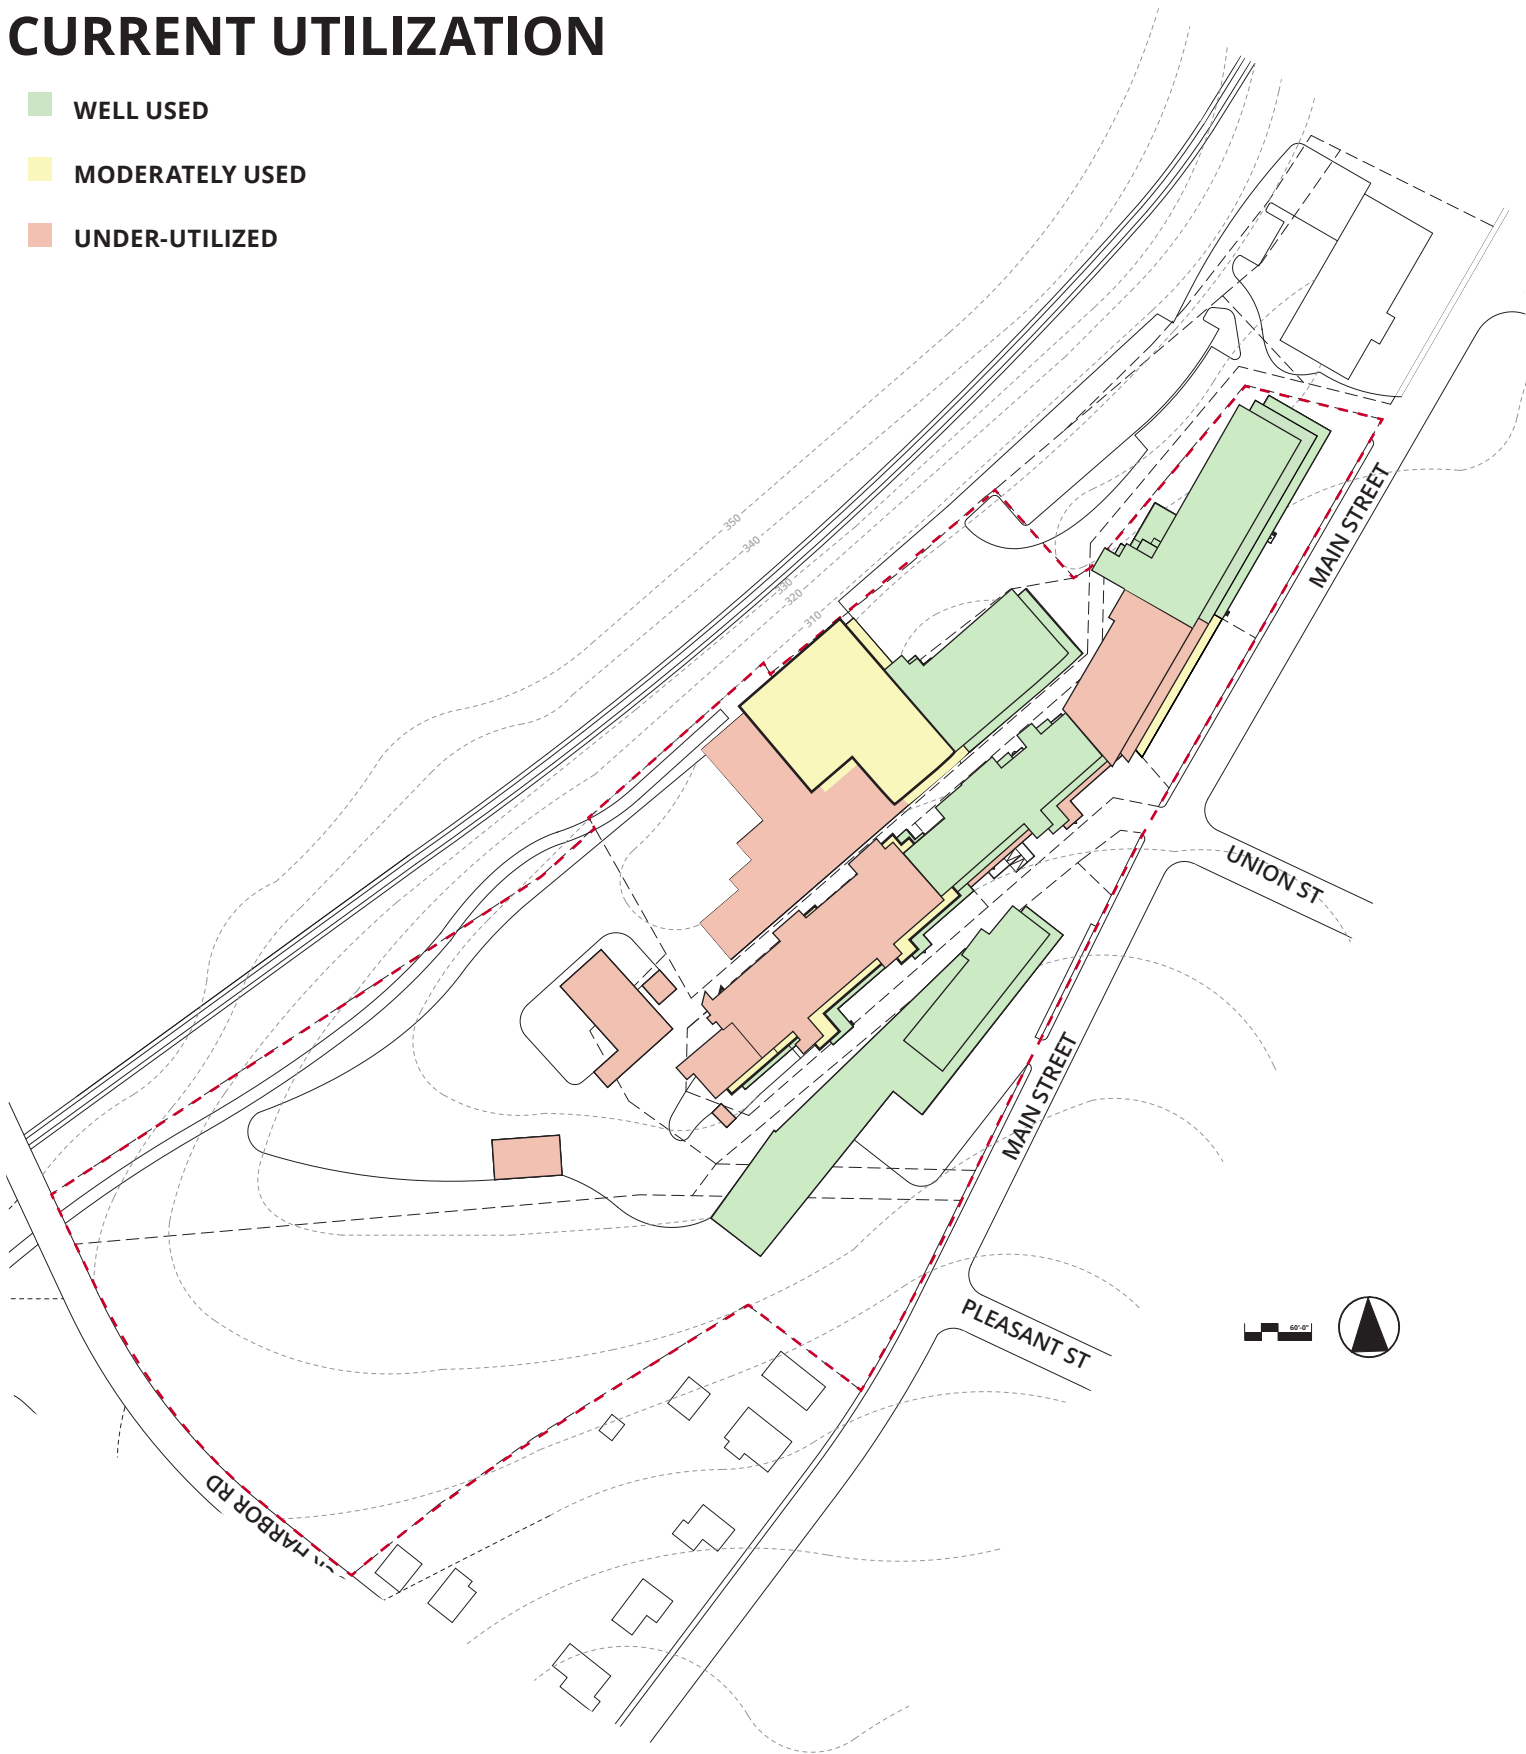 CURRENT UTILIZATION
WELL USED
MODERATELY USED
UNDER-UTILIZED
350
340
330
320
310
MAIN STREET
UNION ST
MAIN STREET
PLEASANT ST
60'-0"
HARBOR RD